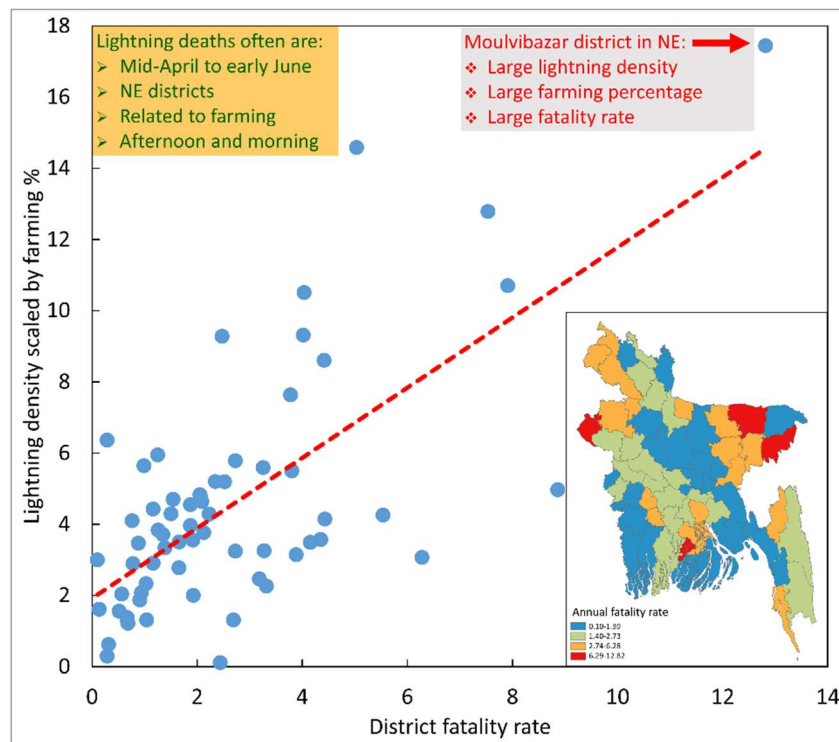 18
16
14
12
10
8
6
4
2
0
Lightning density scaled by farming %
Lightning deaths often are:
➢ Mid-April to early June
➢ NE districts
➢ Related to farming
➢ Afternoon and morning
Moulvibazar district in NE:
❖ Large lightning density
❖ Large farming percentage
❖ Large fatality rate
Annual fatality rate
0.10-1.39
1.40-2.73
2.74-6.28
6.29-12.82
0 2 4 6 8 10 12 14
District fatality rate